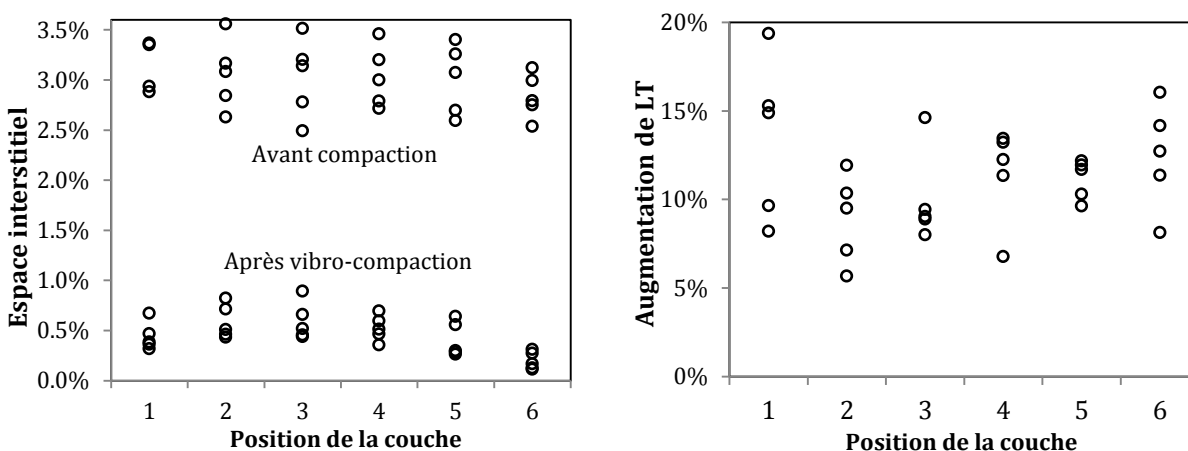 Espace interstitiel
3.5%
3.0%
2.5%
2.0%
1.5%
1.0%
0.5%
0.0%
Avant compaction
Après vibro-compaction
1 2 3 4 5 6
Position de la couche
Augmentation de LT
20%
15%
10%
5%
0%
1 2 3 4 5 6
Position de la couche